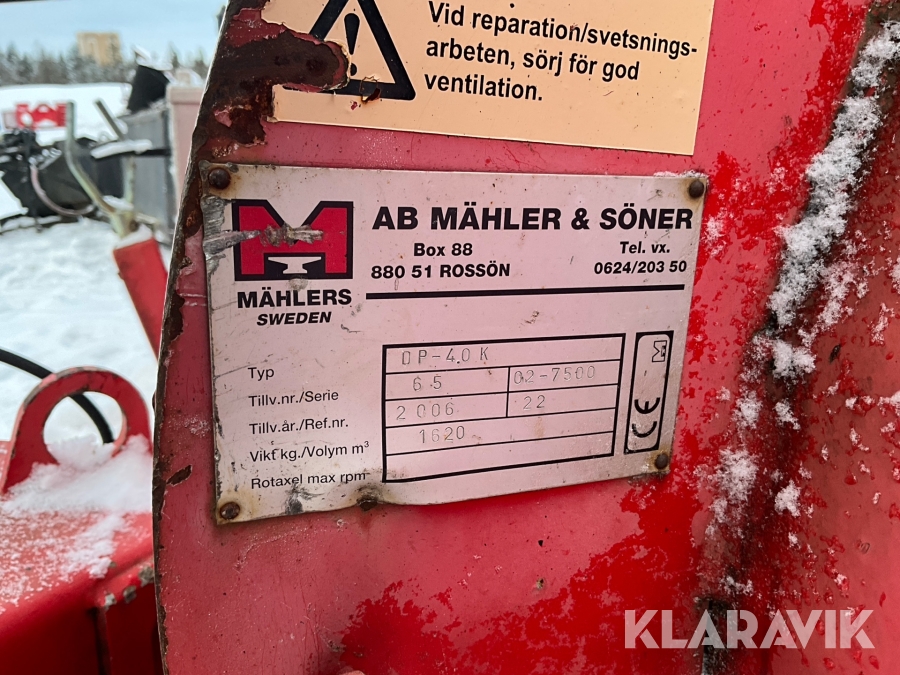 Vid reparation/svetsnings-
arbeten, sörj för god
ventilation.
M
AB MÄHLER & SÖNER
Box 88 Tel. vx.
880 51 ROSSÖN 0624/203 50
MÄHLERS
SWEDEN
Typ OP-40 K
Tillv.nr./Serie 65 02-7500
Tillv.år./Ref.nr. 2006 22
Vikt kg./Volym m³ 1620
Rotaxel max rpm
M
CE
KLARAVIK